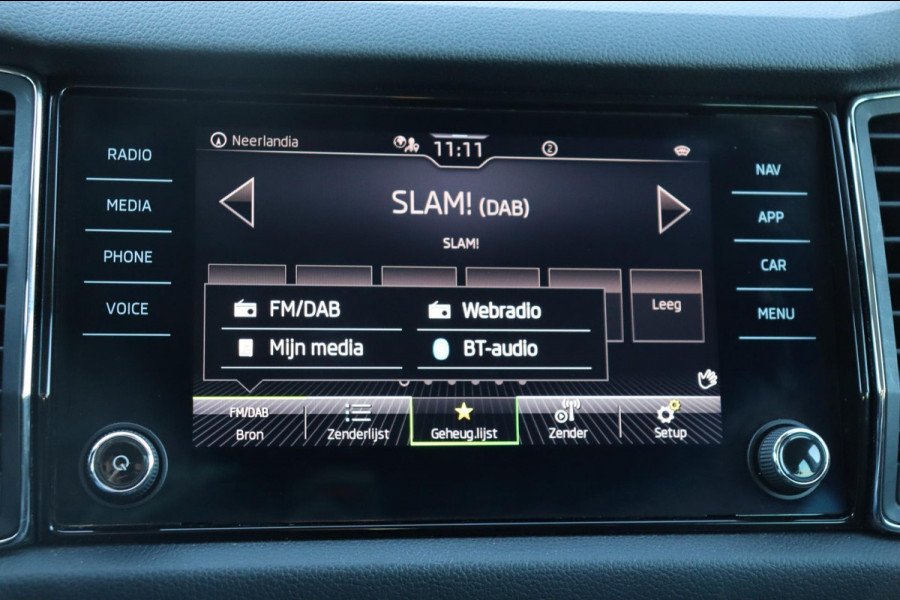 RADIO
MEDIA
PHONE
VOICE
Neerlandia
11:11
2
SLAM! (DAB)
SLAM!
Leeg
FM/DAB
Webradio
Mijn media
BT-audio
FM/DAB
Bron
Zenderlijst
Geheug.lijst
Zender
Setup
NAV
APP
CAR
MENU